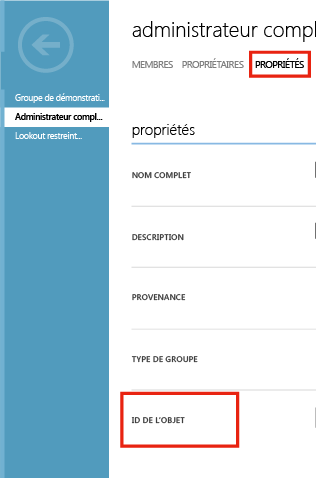 administrateur compl
MEMBRES PROPRIÉTAIRES PROPRIÉTÉS
Groupe de démonstrati...
Administrateur compl...
Lookout restreint...
propriétés
NOM COMPLET
DESCRIPTION
PROVENANCE
TYPE DE GROUPE
ID DE L'OBJET